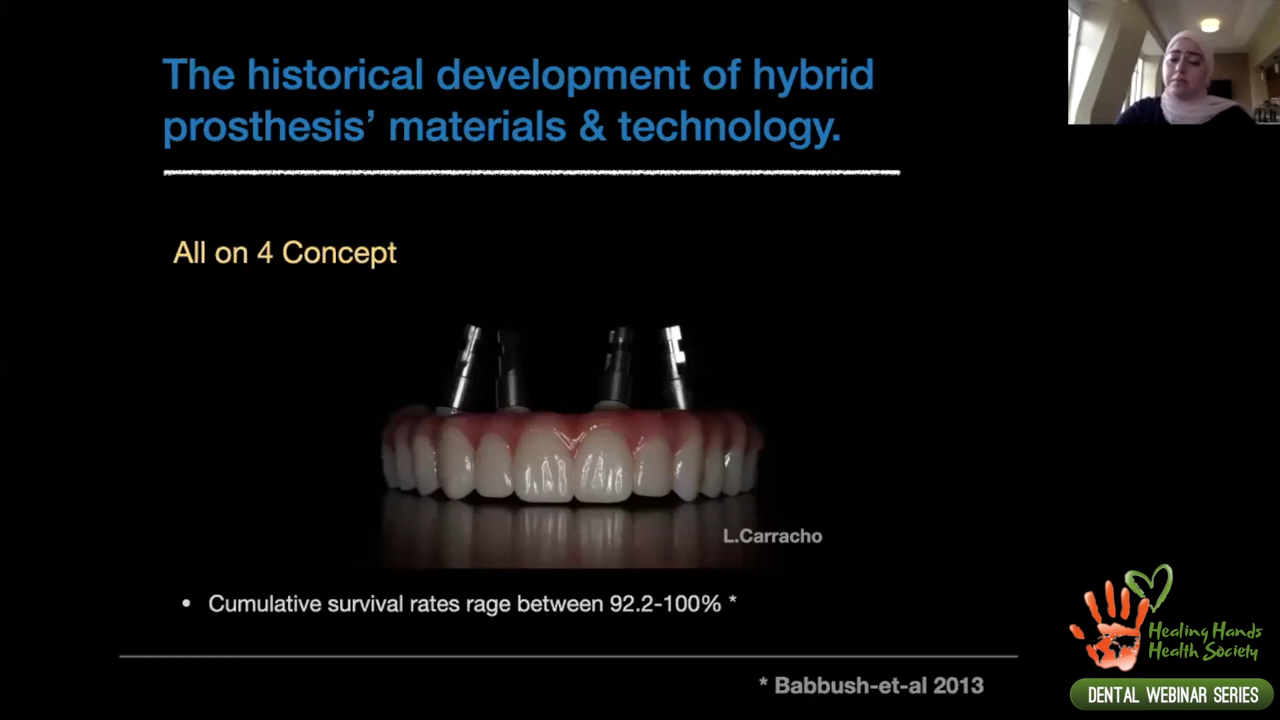 The historical development of hybrid
prosthesis’ materials & technology.
All on 4 Concept
L.Carracho
• Cumulative survival rates rage between 92.2-100% *
* Babbush-et-al 2013
Healing Hands
Health Society
DENTAL WEBINAR SERIES